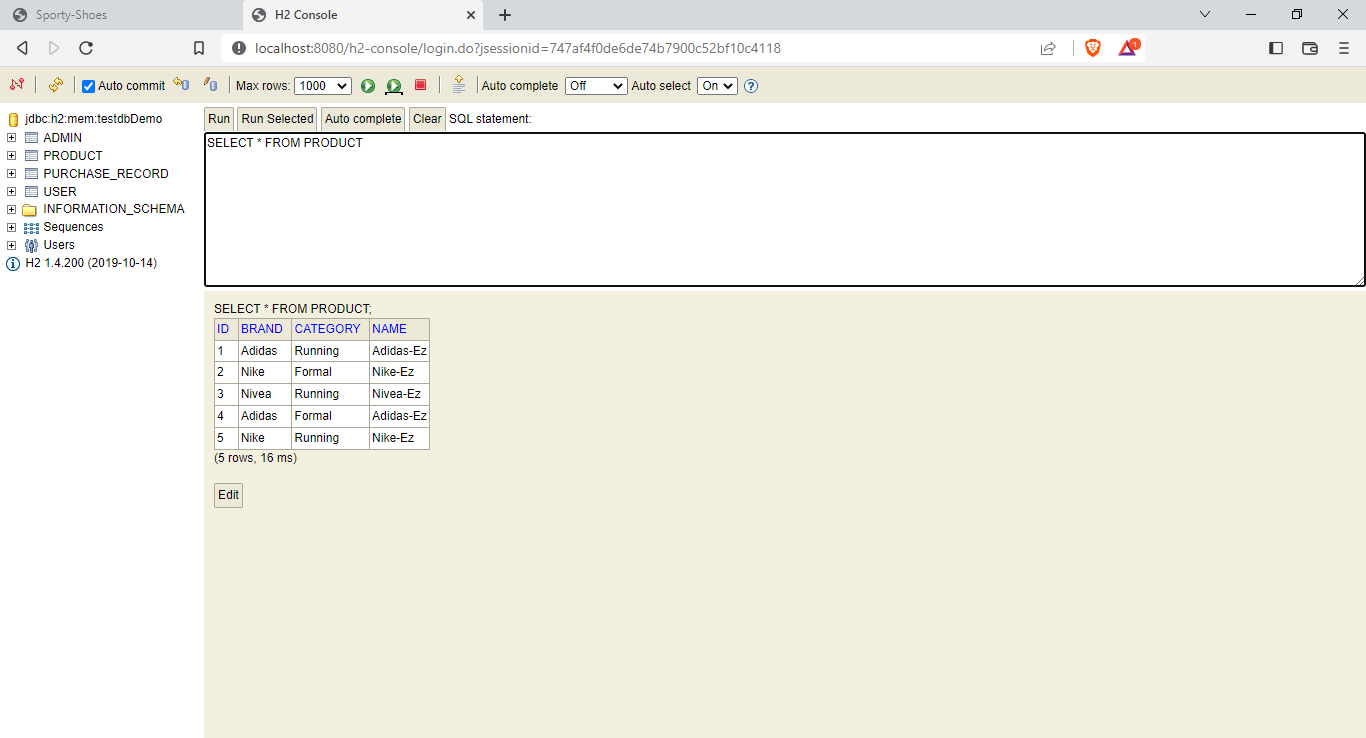 Sporty-Shoes
H2 Console
localhost:8080/h2-console/login.do?jsessionid=747af4f0de6de74b7900c52bf10c4118
1
Auto commit
Max rows: 1000
Auto complete Off
Auto select On
?
jdbc:h2:mem:testdbDemo
ADMIN
PRODUCT
PURCHASE_RECORD
USER
INFORMATION_SCHEMA
Sequences
Users
H2 1.4.200 (2019-10-14)
Run Run Selected Auto complete Clear SQL statement:
SELECT * FROM PRODUCT
SELECT * FROM PRODUCT;
ID BRAND CATEGORY NAME
1 Adidas Running Adidas-Ez
2 Nike Formal Nike-Ez
3 Nivea Running Nivea-Ez
4 Adidas Formal Adidas-Ez
5 Nike Running Nike-Ez
(5 rows, 16 ms)
Edit